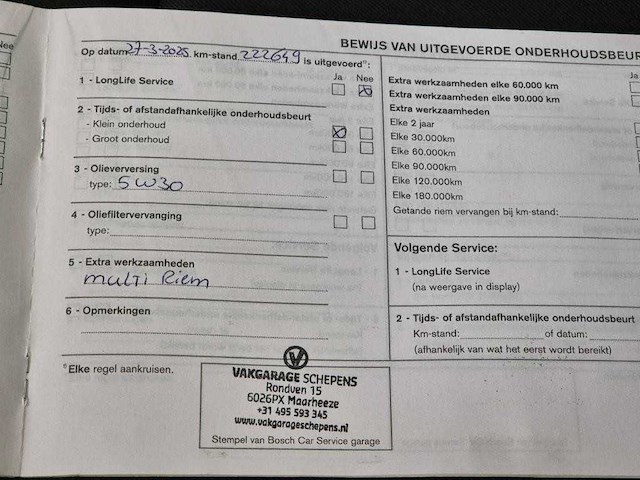 Nee
Op datum 27-3-2025 km-stand 222649 is uitgevoerd*:
Ja Nee
1 - LongLife Service
2 - Tijds- of afstandafhankelijke onderhoudsbeurt
- Klein onderhoud
- Groot onderhoud
3 - Olieverversing
type: 5W30
4 - Oliefiltervervanging
type:
5 - Extra werkzaamheden
multi Riem
6 - Opmerkingen
*Elke regel aankruisen.
VAKGARAGE SCHEPENS
Rondven 15
6026PX Maarheeze
+31 495 593 345
www.vakgarageschepens.nl
Stempel van Bosch Car Service garage
BEWIJS VAN UITGEVOERDE ONDERHOUDSBEUR
Ja
Extra werkzaamheden elke 60.000 km
Extra werkzaamheden elke 90.000 km
Extra werkzaamheden
Elke 2 jaar
Elke 30.000km
Elke 60.000km
Elke 90.000km
Elke 120.000km
Elke 180.000km
Getande riem vervangen bij km-stand:
Volgende Service:
1 - LongLife Service
(na weergave in display)
2 - Tijds- of afstandafhankelijke onderhoudsbeurt
Km-stand: of datum:
(afhankelijk van wat het eerst wordt bereikt)